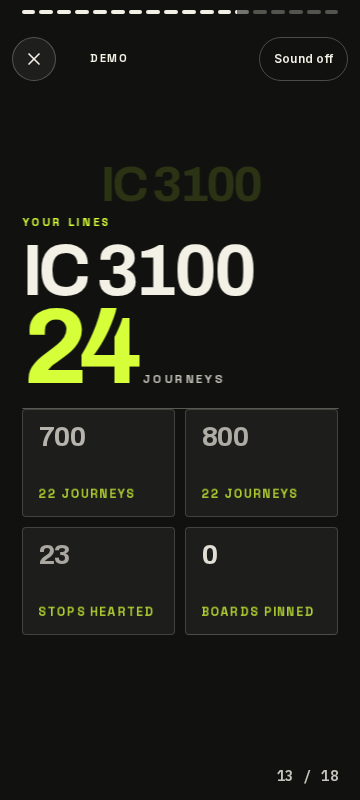 DEMO
Sound off
IC 3100
YOUR LINES
IC 3100
24 JOURNEYS
700
22 JOURNEYS
800
22 JOURNEYS
23
STOPS HEARTED
0
BOARDS PINNED
13 / 18